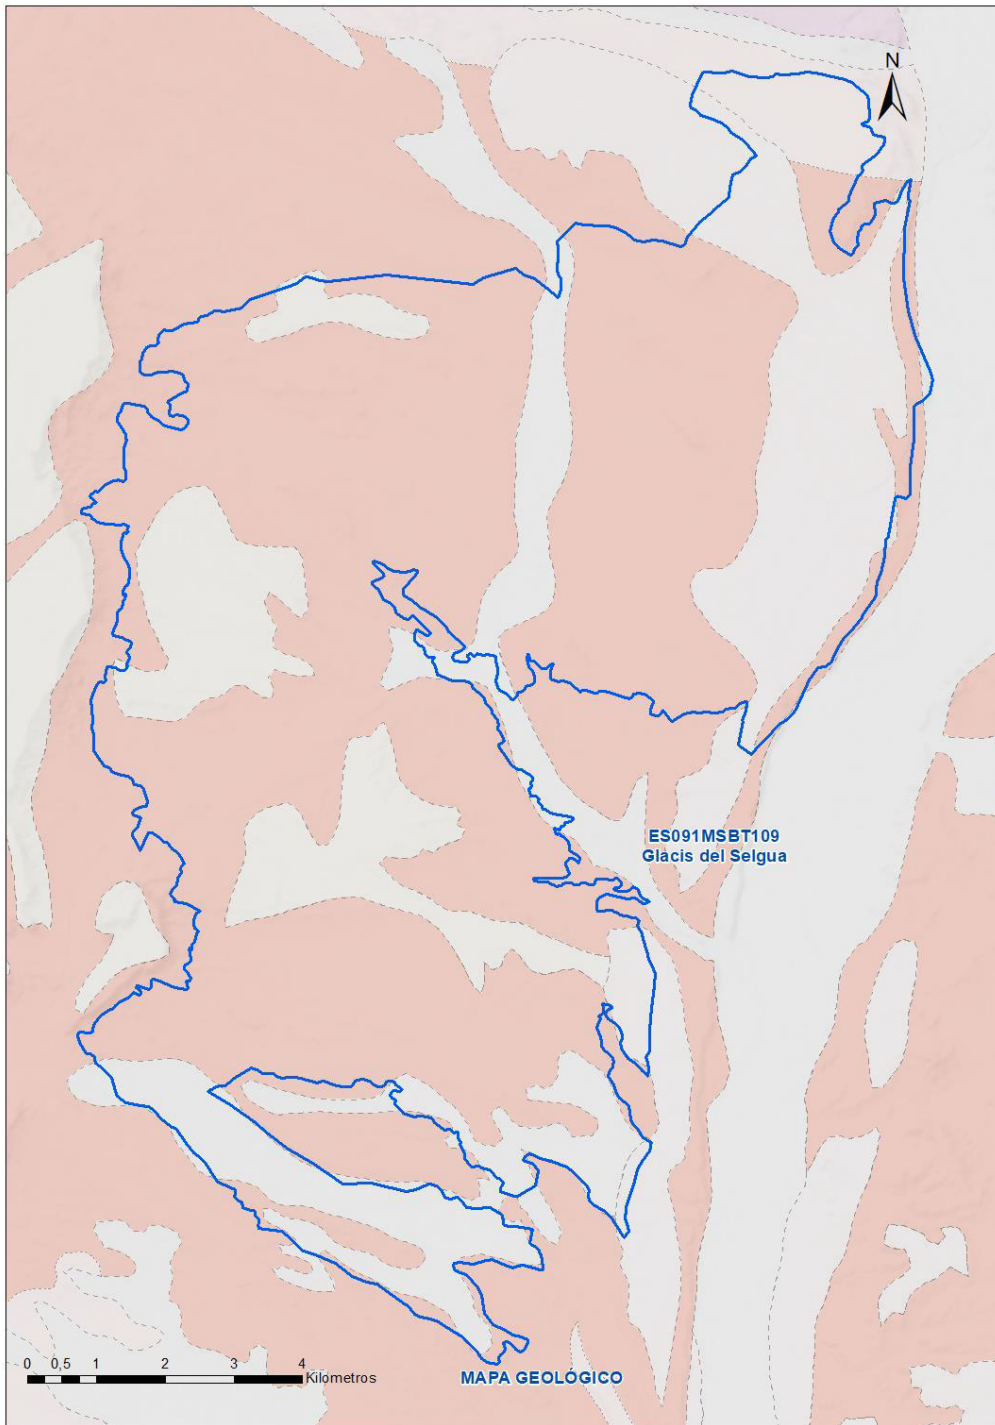 N
ES091MSBT109
Glacis del Selgua
0 0,5 1 2 3 4
Kilometros
MAPA GEOLÓGICO